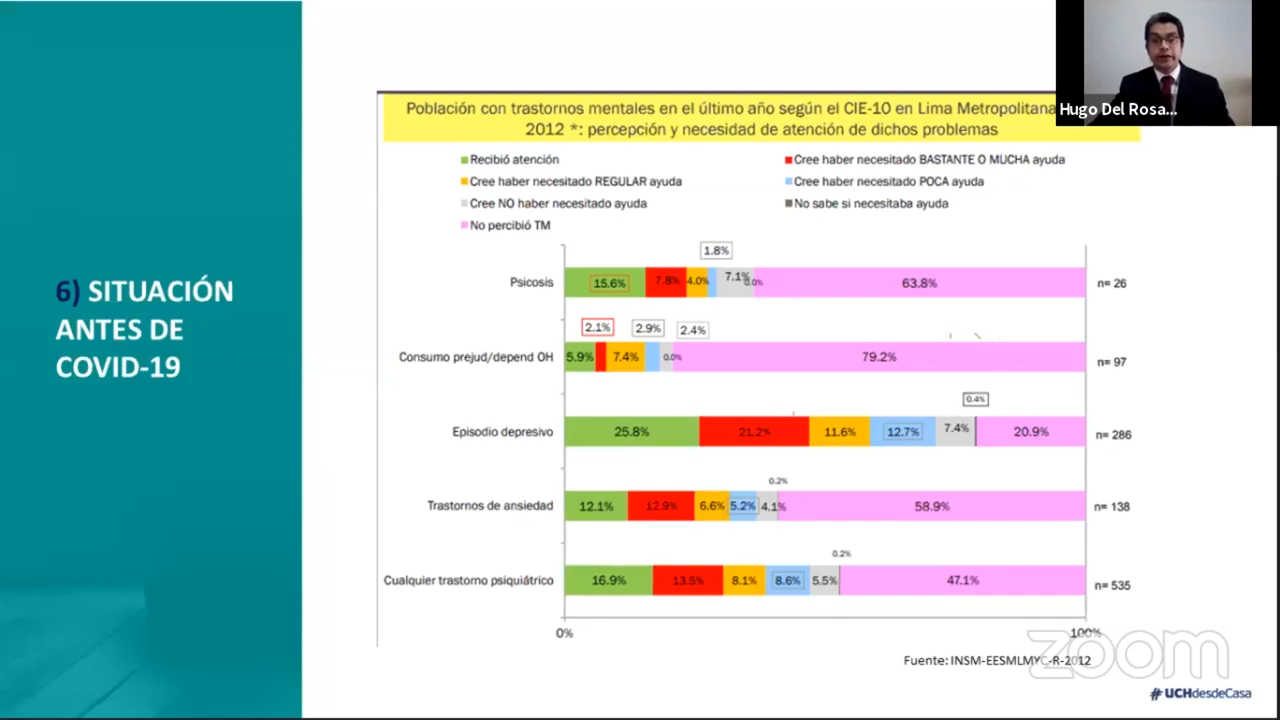 Hugo Del Rosa...
6) SITUACIÓN
ANTES DE
COVID-19
Población con trastornos mentales en el último año según el CIE-10 en Lima Metropolitana
2012 *: percepción y necesidad de atención de dichos problemas
Recibió atención
Cree haber necesitado BASTANTE O MUCHA ayuda
Cree haber necesitado REGULAR ayuda
Cree haber necesitado POCA ayuda
Cree NO haber necesitado ayuda
No sabe si necesitaba ayuda
No percibió TM
1.8%
Psicosis 15.6% 7.8% 4.0% 7.1% 0.0% 63.8% n= 26
2.1% 2.9% 2.4%
Consumo prejud/depend OH 5.9% 7.4% 0.0% 79.2% n= 97
0.4%
Episodio depresivo 25.8% 21.2% 11.6% 12.7% 7.4% 20.9% n= 286
0.2%
Trastornos de ansiedad 12.1% 12.9% 6.6% 5.2% 4.1% 58.9% n= 138
0.2%
Cualquier trastorno psiquiátrico 16.9% 13.5% 8.1% 8.6% 5.5% 47.1% n= 535
0% 100%
Fuente: INSM-EESMLMYC-R-2012
zoom
#UCHdesdeCasa